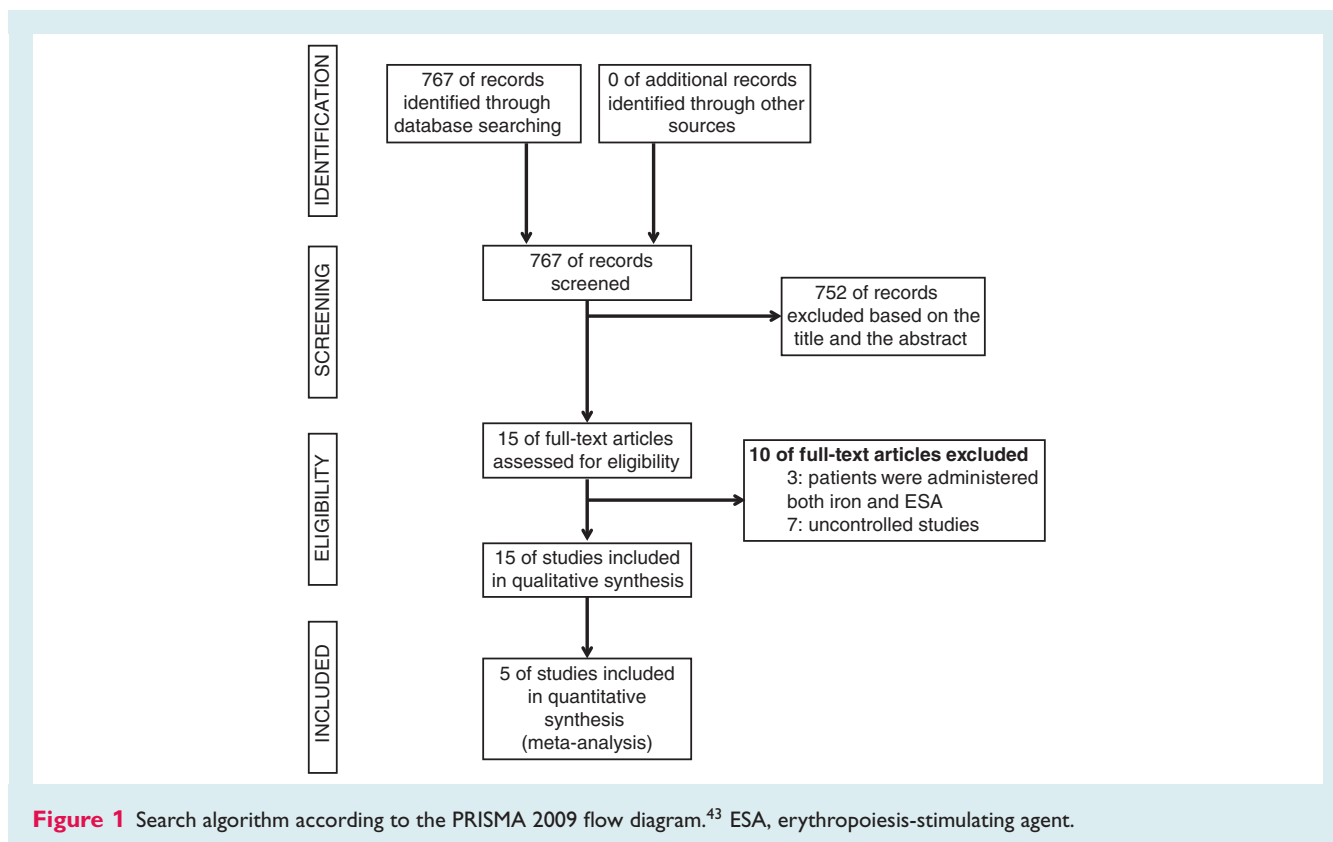 IDENTIFICATION
767 of records
identified through
database searching
0 of additional records
identified through other
sources
SCREENING
767 of records
screened
752 of records
excluded based on the
title and the abstract
ELIGIBILITY
15 of full-text articles
assessed for eligibility
10 of full-text articles excluded
3: patients were administered
both iron and ESA
7: uncontrolled studies
15 of studies included
in qualitative synthesis
INCLUDED
5 of studies included
in quantitative
synthesis
(meta-analysis)
Figure 1 Search algorithm according to the PRISMA 2009 flow diagram.43 ESA, erythropoiesis-stimulating agent.